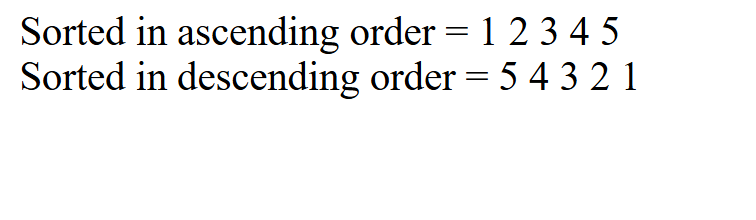 Sorted in ascending order = 1 2 3 4 5
Sorted in descending order = 5 4 3 2 1